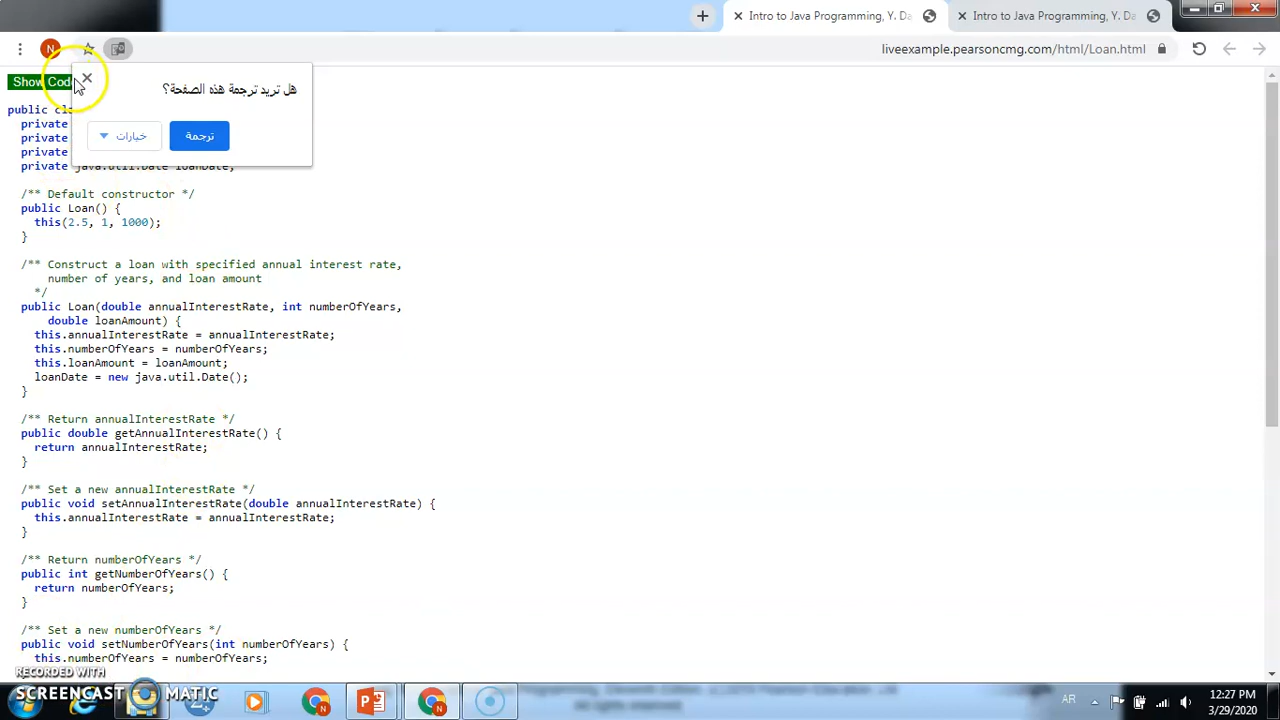 Intro to Java Programming, Y. Da
Intro to Java Programming, Y. Da
N
liveexample.pearsoncmg.com/html/Loan.html
Show Cod
هل تريد ترجمة هذه الصفحة؟
ترجمة
خيارات
public cla
private
private
private
private java.util.Date loanDate;
/** Default constructor */
public Loan() {
this(2.5, 1, 1000);
}
/** Construct a loan with specified annual interest rate,
number of years, and loan amount
*/
public Loan(double annualInterestRate, int numberOfYears,
double loanAmount) {
this.annualInterestRate = annualInterestRate;
this.numberOfYears = numberOfYears;
this.loanAmount = loanAmount;
loanDate = new java.util.Date();
}
/** Return annualInterestRate */
public double getAnnualInterestRate() {
return annualInterestRate;
}
/** Set a new annualInterestRate */
public void setAnnualInterestRate(double annualInterestRate) {
this.annualInterestRate = annualInterestRate;
}
/** Return numberOfYears */
public int getNumberOfYears() {
return numberOfYears;
}
/** Set a new numberOfYears */
public void setNumberOfYears(int numberOfYears) {
this.numberOfYears = numberOfYears;
RECORDED WITH
SCREENCAST MATIC
AR
12:27 PM
3/29/2020
All rights reserved